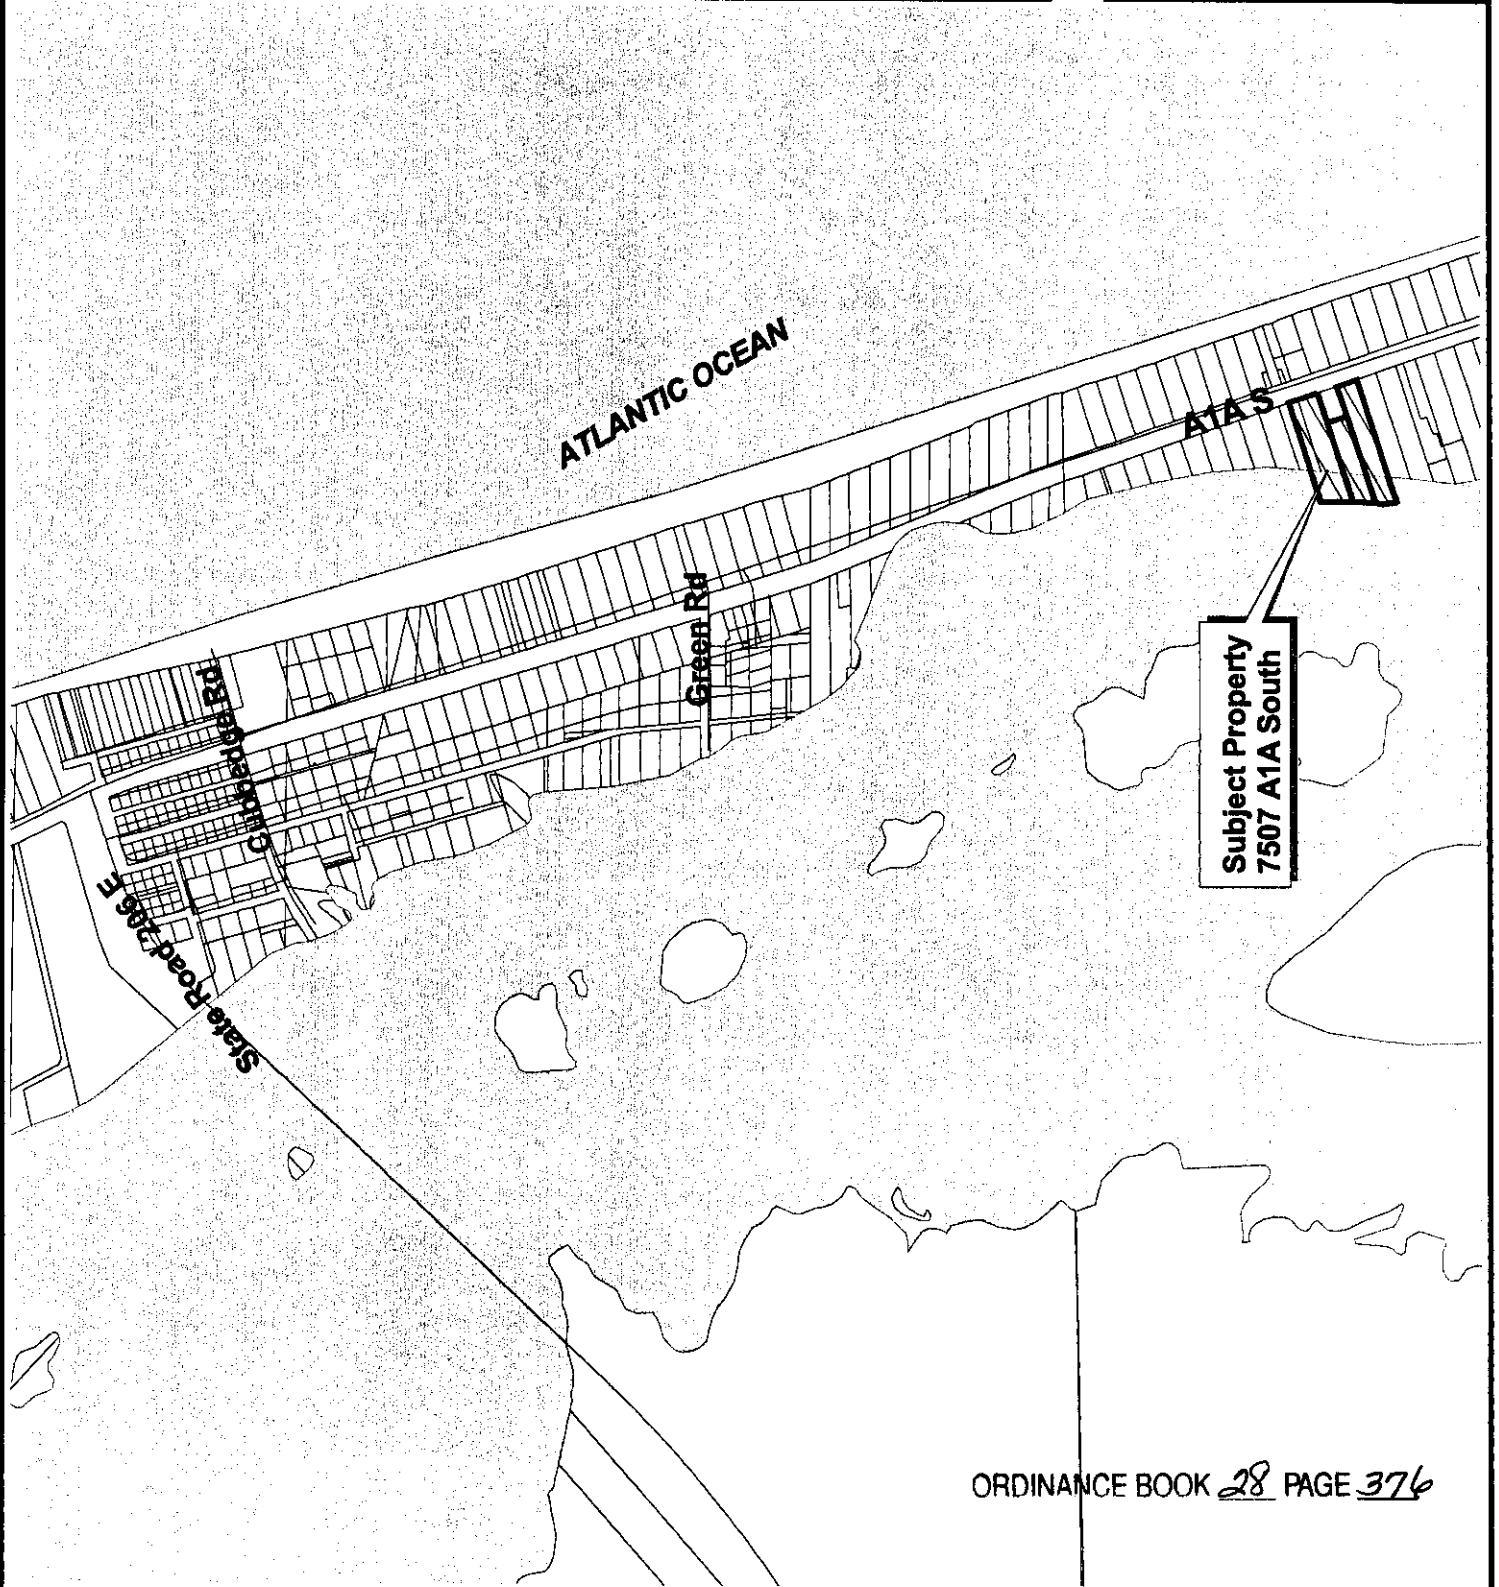 ATLANTIC OCEAN
A1A S
Green Rd
Cubbedge Rd
State Road 206 E
Subject Property
7507 A1A South
ORDINANCE BOOK 28 PAGE 376